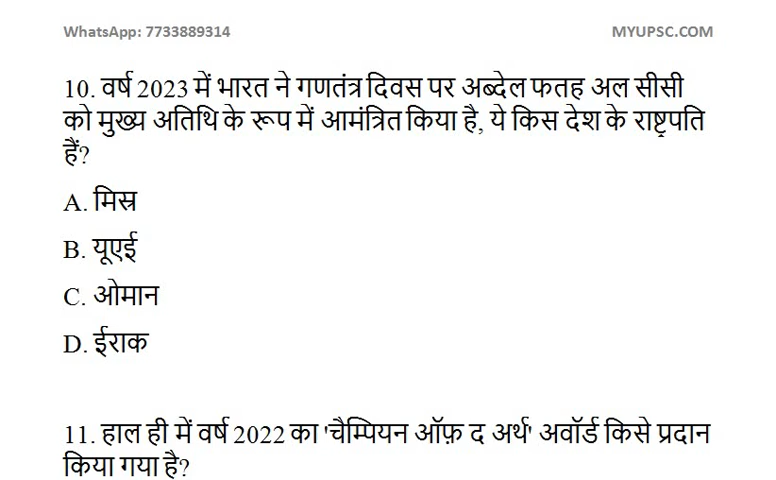 WhatsApp: 7733889314
MYUPSC.COM
10. वर्ष 2023 में भारत ने गणतंत्र दिवस पर अब्देल फतह अल सीसी
को मुख्य अतिथि के रूप में आमंत्रित किया है, ये किस देश के राष्ट्रपति
हैं?
A. मिस्र
B. यूएई
C. ओमान
D. ईराक
11. हाल ही में वर्ष 2022 का 'चैम्पियन ऑफ़ द अर्थ' अवॉर्ड किसे प्रदान
किया गया है?